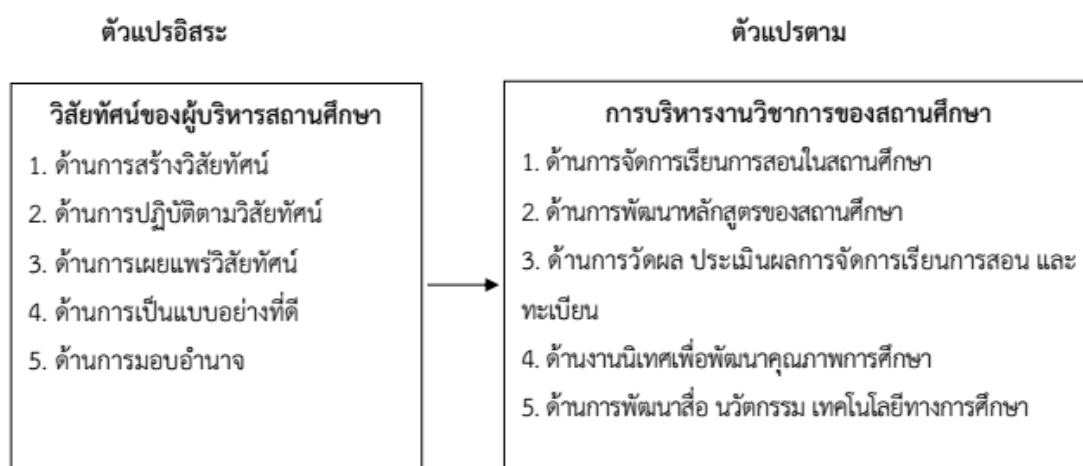 ตัวแปรอิสระ
ตัวแปรตาม
วิสัยทัศน์ของผู้บริหารสถานศึกษา
1. ด้านการสร้างวิสัยทัศน์
2. ด้านการปฏิบัติตามวิสัยทัศน์
3. ด้านการเผยแพร่วิสัยทัศน์
4. ด้านการเป็นแบบอย่างที่ดี
5. ด้านการมอบอำนาจ
การบริหารงานวิชาการของสถานศึกษา
1. ด้านการจัดการเรียนการสอนในสถานศึกษา
2. ด้านการพัฒนาหลักสูตรของสถานศึกษา
3. ด้านการวัดผล ประเมินผลการจัดการเรียนการสอน และ
ทะเบียน
4. ด้านงานนิเทศเพื่อพัฒนาคุณภาพการศึกษา
5. ด้านการพัฒนาสื่อ นวัตกรรม เทคโนโลยีทางการศึกษา